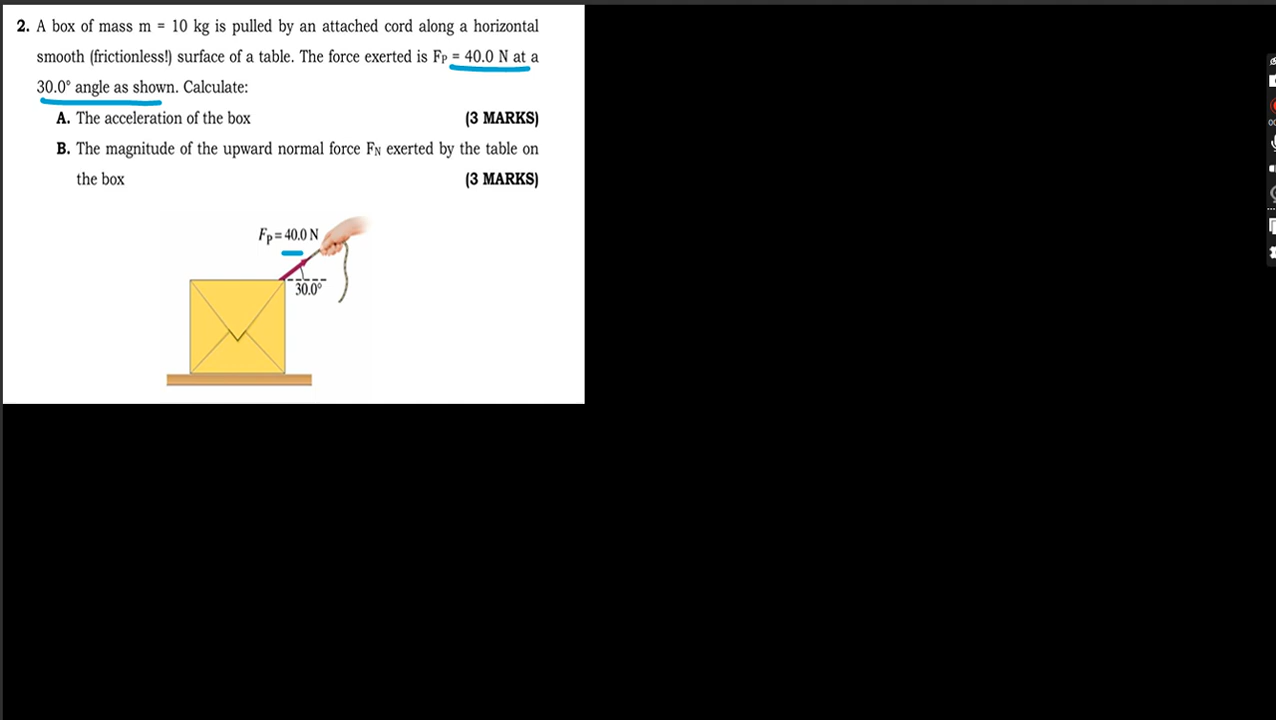 2. A box of mass m = 10 kg is pulled by an attached cord along a horizontal
smooth (frictionless!) surface of a table. The force exerted is FP = 40.0 N at a
30.0° angle as shown. Calculate:
A. The acceleration of the box (3 MARKS)
B. The magnitude of the upward normal force FN exerted by the table on
the box (3 MARKS)
FP = 40.0 N
30.0°